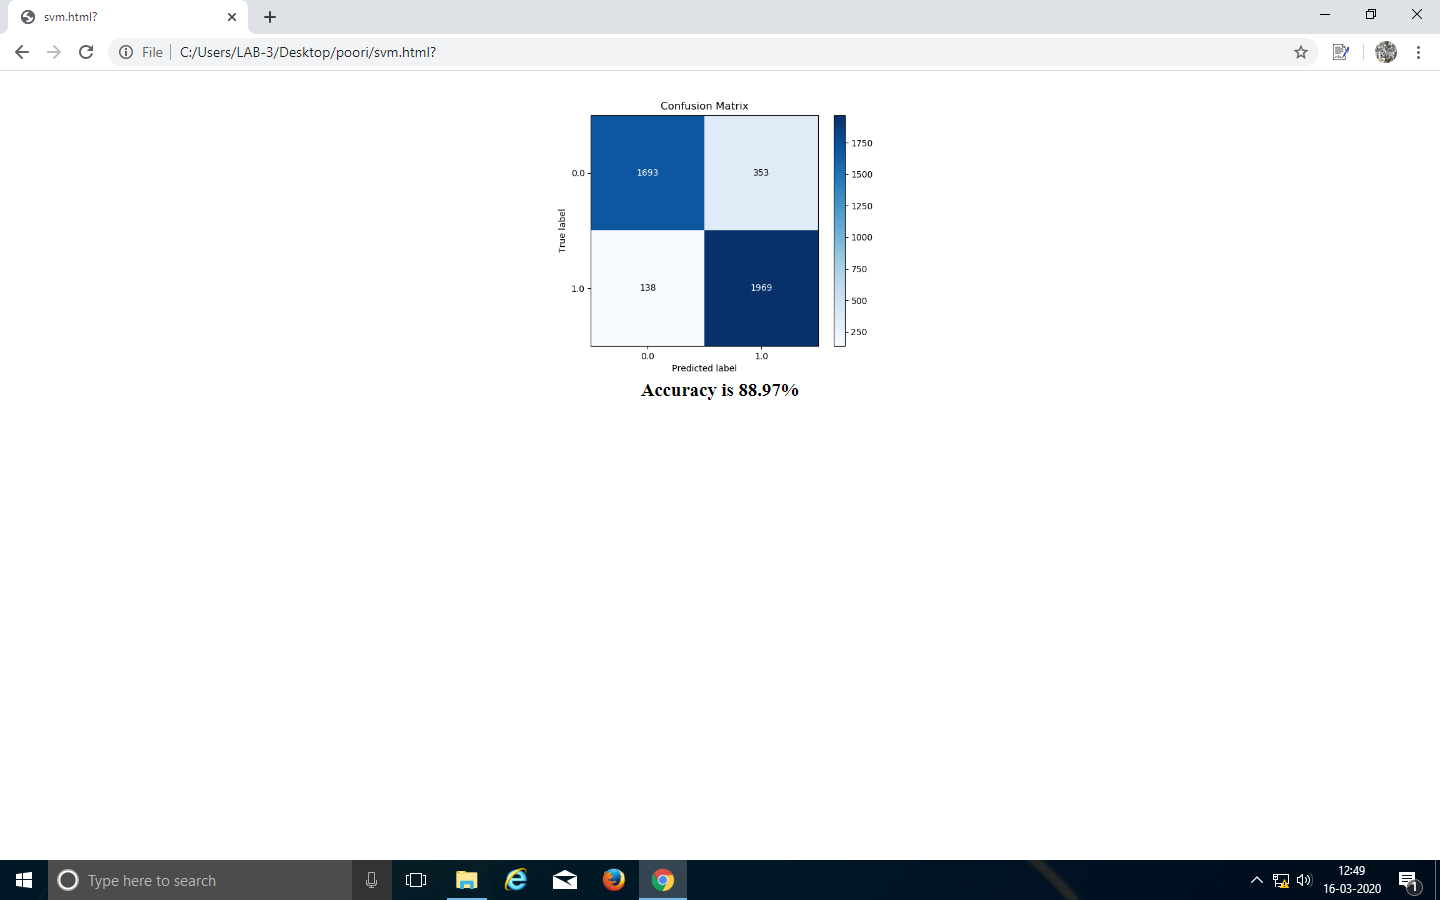 svm.html?
File C:/Users/LAB-3/Desktop/poori/svm.html?
Confusion Matrix
0.0 1693 353
1.0 138 1969
True label
0.0 1.0
Predicted label
1750
1500
1250
1000
750
500
250
Accuracy is 88.97%
Type here to search
12:49
16-03-2020
1